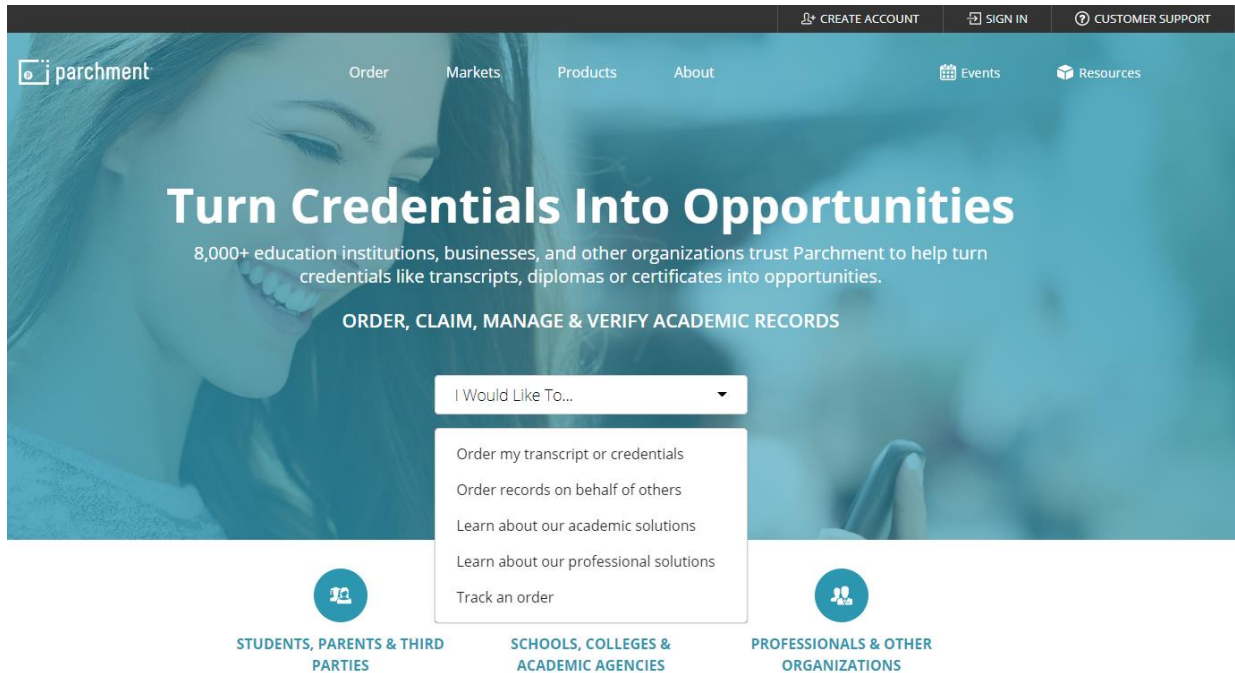 CREATE ACCOUNT SIGN IN CUSTOMER SUPPORT
parchment Order Markets Products About Events Resources
Turn Credentials Into Opportunities
8,000+ education institutions, businesses, and other organizations trust Parchment to help turn
credentials like transcripts, diplomas or certificates into opportunities.
ORDER, CLAIM, MANAGE & VERIFY ACADEMIC RECORDS
I Would Like To...
Order my transcript or credentials
Order records on behalf of others
Learn about our academic solutions
Learn about our professional solutions
Track an order
STUDENTS, PARENTS & THIRD
PARTIES
SCHOOLS, COLLEGES &
ACADEMIC AGENCIES
PROFESSIONALS & OTHER
ORGANIZATIONS